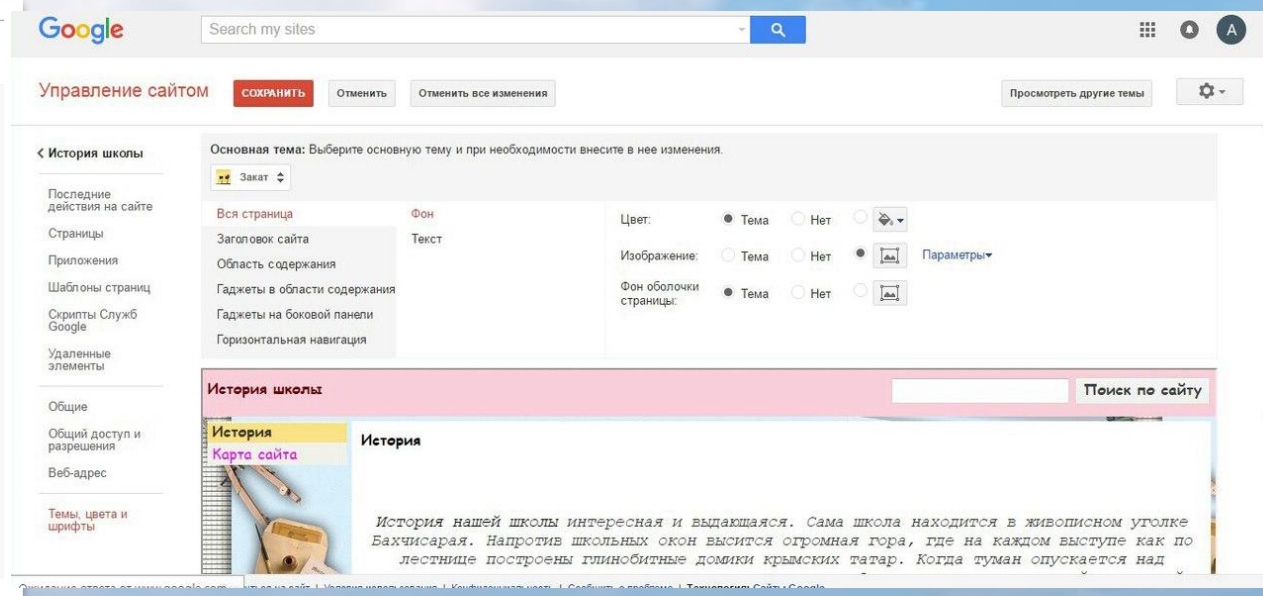 Google
Search my sites
A
Управление сайтом
СОХРАНИТЬ
Отменить
Отменить все изменения
Просмотреть другие темы
История школы
Последние
действия на сайте
Страницы
Приложения
Шаблоны страниц
Скрипты Служб
Google
Удаленные
элементы
Общие
Общий доступ и
разрешения
Веб-адрес
Темы, цвета и
шрифты
Основная тема: Выберите основную тему и при необходимости внесите в нее изменения.
Закат
Вся страница
Заголовок сайта
Область содержания
Гаджеты в области содержания
Гаджеты на боковой панели
Горизонтальная навигация
Фон
Текст
Цвет: Тема Нет
Изображение: Тема Нет Параметры
Фон оболочки
страницы: Тема Нет
История школы
Поиск по сайту
История
Карта сайта
История
История нашей школы интересная и выдающаяся. Сама школа находится в живописном уголке
Бахчисарая. Напротив школьных окон высится огромная гора, где на каждом выступе как по
лестнице построены глинобитные домики крымских татар. Когда туман опускается над